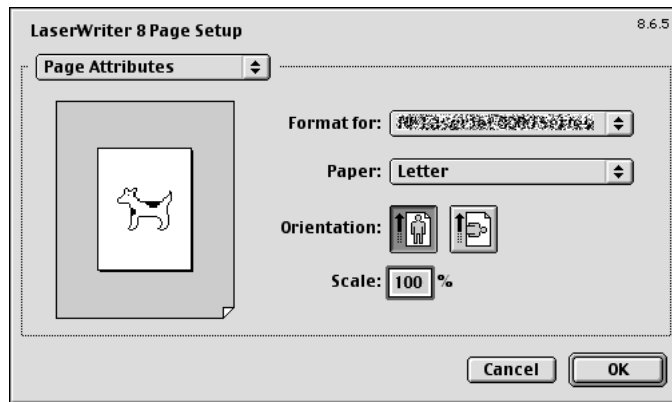 LaserWriter 8 Page Setup
8.6.5
Page Attributes
Format for:
Paper: Letter
Orientation:
Scale: 100 %
Cancel OK